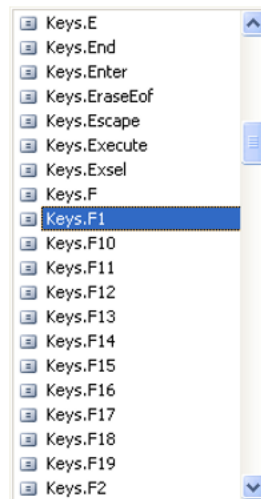 Keys.E
Keys.End
Keys.Enter
Keys.EraseEof
Keys.Escape
Keys.Execute
Keys.Exsel
Keys.F
Keys.F1
Keys.F10
Keys.F11
Keys.F12
Keys.F13
Keys.F14
Keys.F15
Keys.F16
Keys.F17
Keys.F18
Keys.F19
Keys.F2